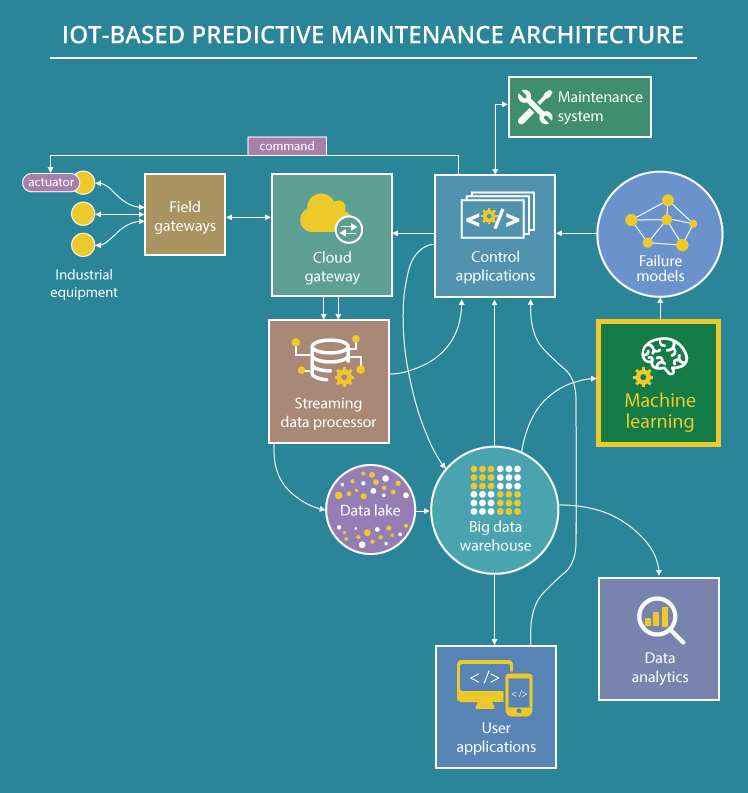 IOT-BASED PREDICTIVE MAINTENANCE ARCHITECTURE
Maintenance
system
command
actuator
Industrial
equipment
Field
gateways
Cloud
gateway
</>
Control
applications
Failure
models
Streaming
data processor
Machine
learning
Data lake
Big data
warehouse
Data
analytics
</>
</>
User
applications